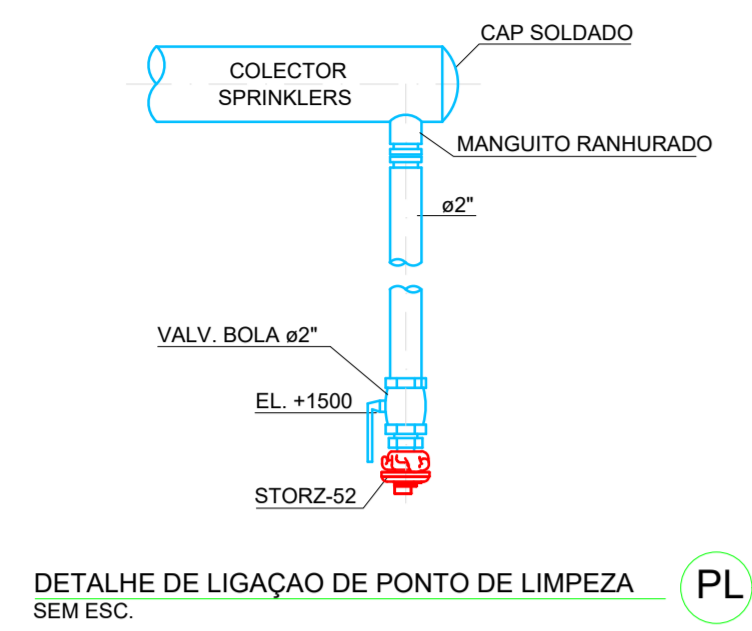 CAP SOLDADO
COLECTOR
SPRINKLERS
MANGUITO RANHURADO
ø2"
VALV. BOLA ø2"
EL. +1500
STORZ-52
DETALHE DE LIGAÇAO DE PONTO DE LIMPEZA
PL
SEM ESC.